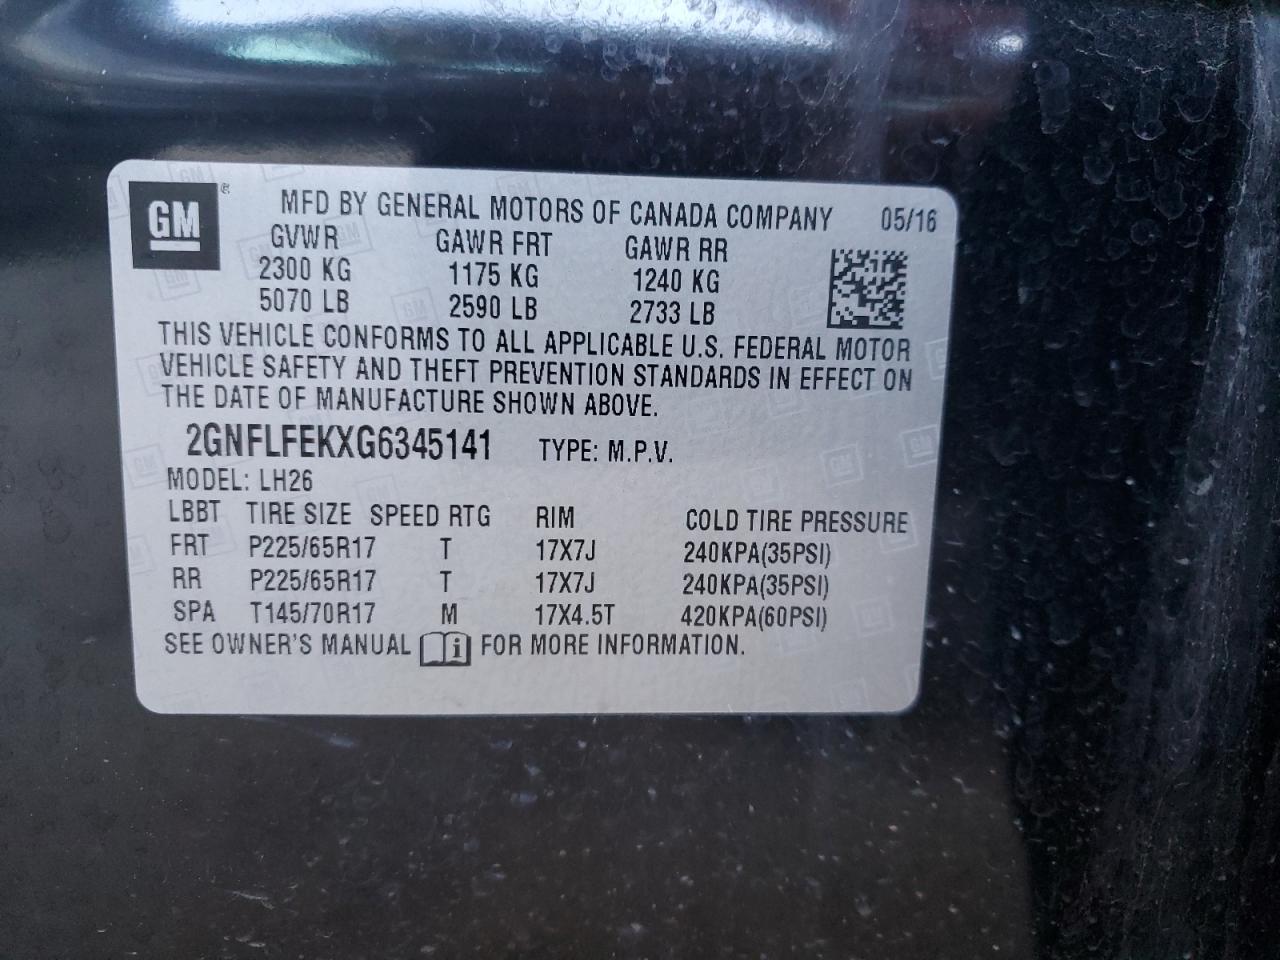 GM ® MFD BY GENERAL MOTORS OF CANADA COMPANY 05/16
GVWR GAWR FRT GAWR RR
2300 KG 1175 KG 1240 KG
5070 LB 2590 LB 2733 LB
THIS VEHICLE CONFORMS TO ALL APPLICABLE U.S. FEDERAL MOTOR
VEHICLE SAFETY AND THEFT PREVENTION STANDARDS IN EFFECT ON
THE DATE OF MANUFACTURE SHOWN ABOVE.
2GNFLFEKXG6345141 TYPE: M.P.V.
MODEL: LH26
LBBT TIRE SIZE SPEED RTG RIM COLD TIRE PRESSURE
FRT P225/65R17 T 17X7J 240KPA(35PSI)
RR P225/65R17 T 17X7J 240KPA(35PSI)
SPA T145/70R17 M 17X4.5T 420KPA(60PSI)
SEE OWNER'S MANUAL i FOR MORE INFORMATION.